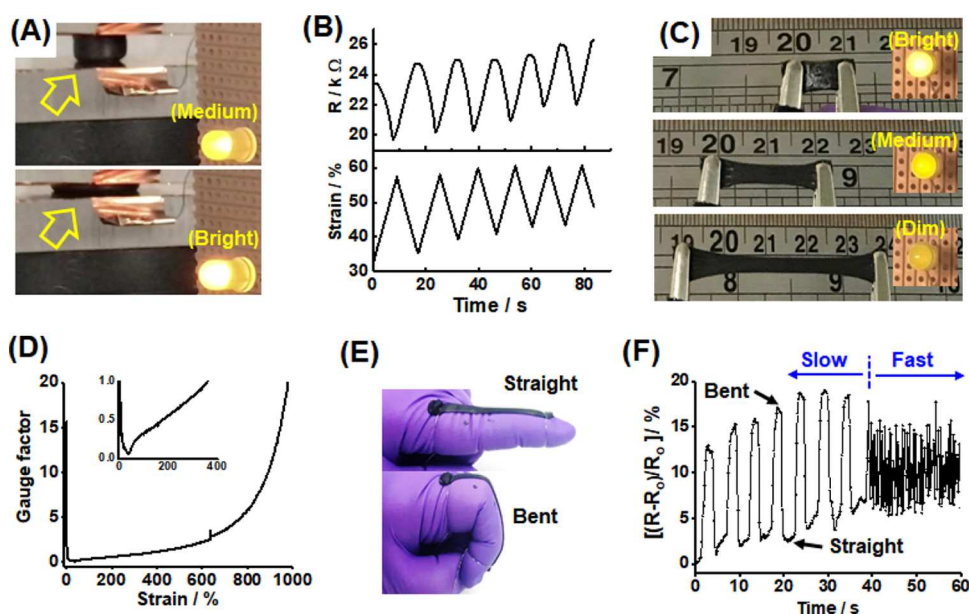 (A)
(Medium)
(Bright)
(B)
R / k Ω
26
24
22
20
Strain / %
60
50
40
30
0 20 40 60 80
Time / s
(C)
19 20 21 22
(Bright)
7
19 20 21 22 23
(Medium)
9
20 21 22 23 24
(Dim)
8 9
(D)
Gauge factor
20
15
10
5
0
1.0
0.5
0.0
0 200 400
0 200 400 600 800 1000
Strain / %
(E)
Straight
Bent
(F)
Slow Fast
[(R-Ro)/Ro ]/ %
20
15
10
5
0
Bent
Straight
0 10 20 30 40 50 60
Time / s